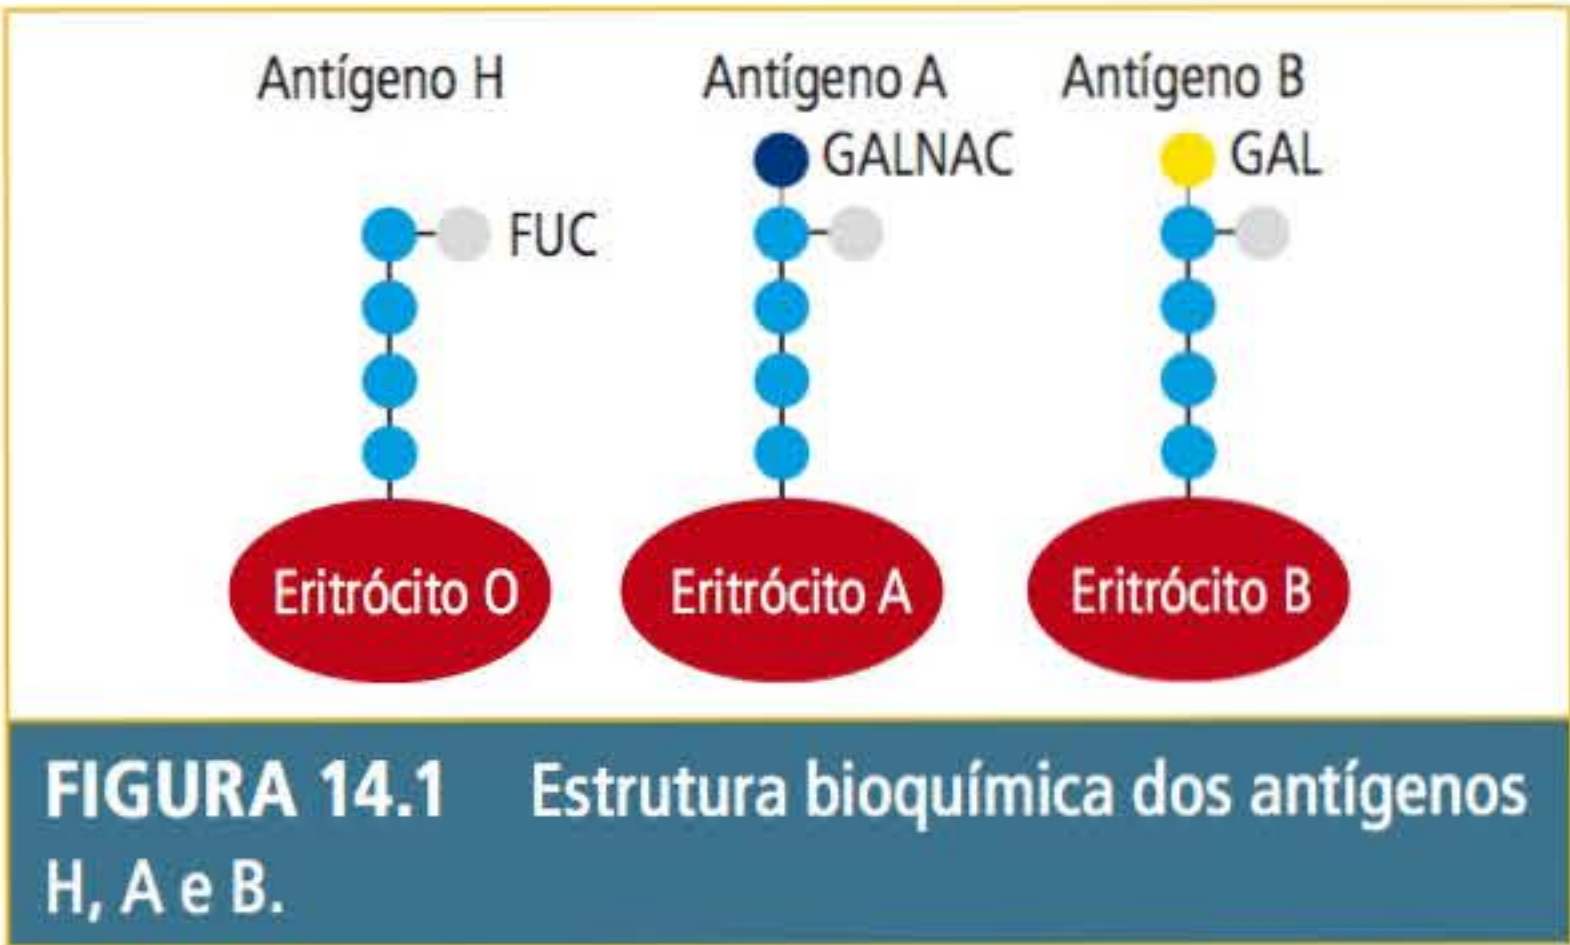 Antígeno H
Antígeno A
Antígeno B
GALNAC
GAL
FUC
Eritrócito O
Eritrócito A
Eritrócito B
FIGURA 14.1 Estrutura bioquímica dos antígenos
H, A e B.